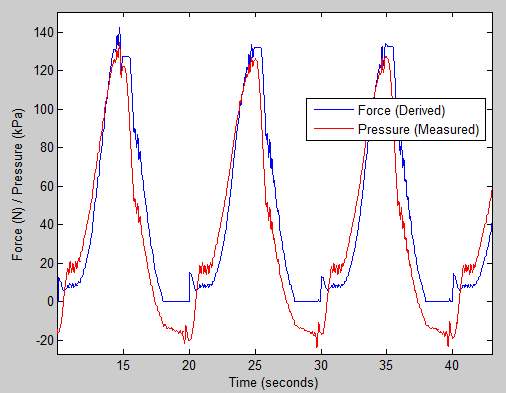 140
120
100
80
60
40
20
0
-20
Force (N) / Pressure (kPa)
Force (Derived)
Pressure (Measured)
15 20 25 30 35 40
Time (seconds)